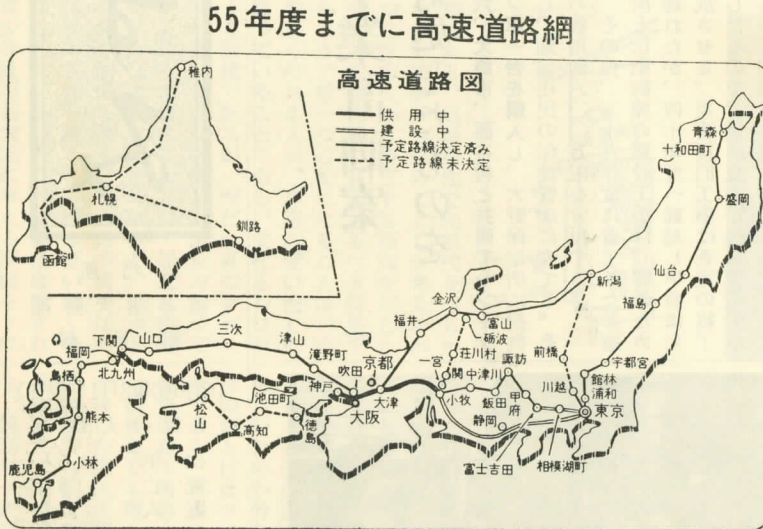 55年度までに高速道路網
高速道路図
供用中
建設中
予定路線決定済み
予定路線未決定
稚内
札幌
釧路
函館
青森
十和田町
盛岡
仙台
福島
新潟
金沢
富山
砺波
福井
荘川村
前橋
宇都宮
館林
浦和
川越
東京
一宮
関
中津川
諏訪
小牧
飯田
甲府
静岡
富士吉田
相模湖町
三次
津山
滝野町
吹田
京都
神戸
大阪
大津
下関
山口
福岡
鳥栖
北九州
熊本
鹿児島
小林
松山
池田町
高知
徳島